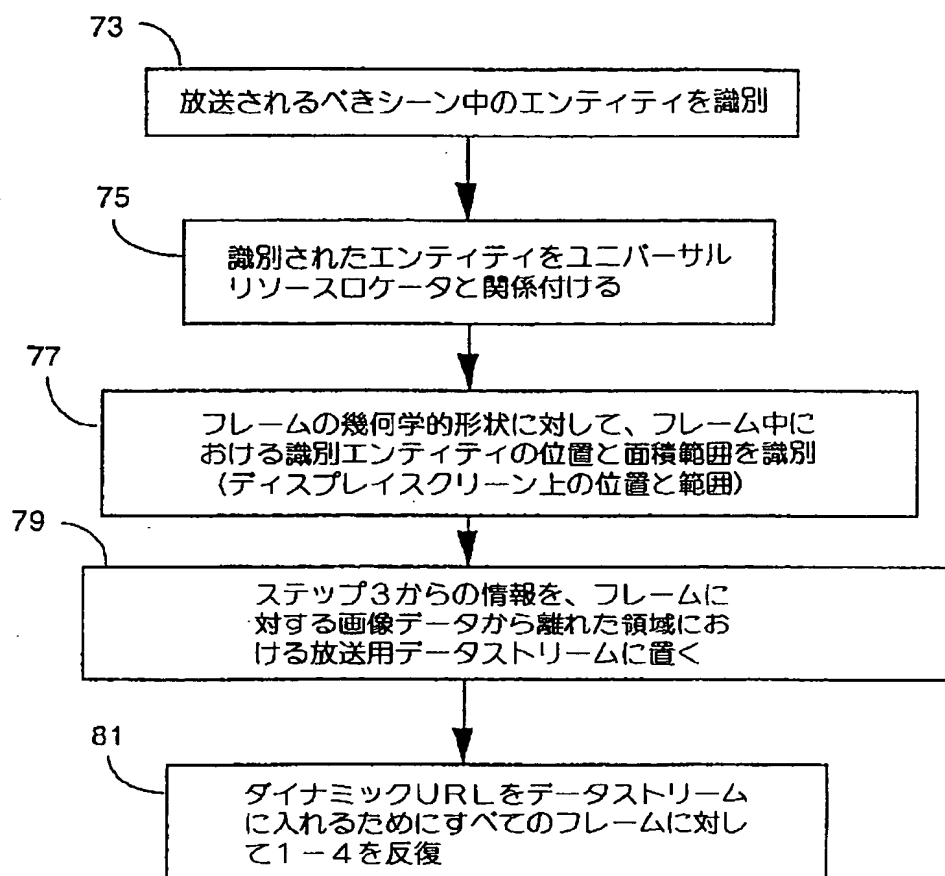 73
放送されるべきシーン中のエンティティを識別
75
識別されたエンティティをユニバーサル
リソースロケータと関係付ける
77
フレームの幾何学的形状に対して、フレーム中に
おける識別エンティティの位置と面積範囲を識別
(ディスプレイスクリーン上の位置と範囲)
79
ステップ3からの情報を、フレームに
対する画像データから離れた領域にお
ける放送用データストリームに置く
81
ダイナミックURLをデータストリーム
に入れるためにすべてのフレームに対し
て1-4を反復